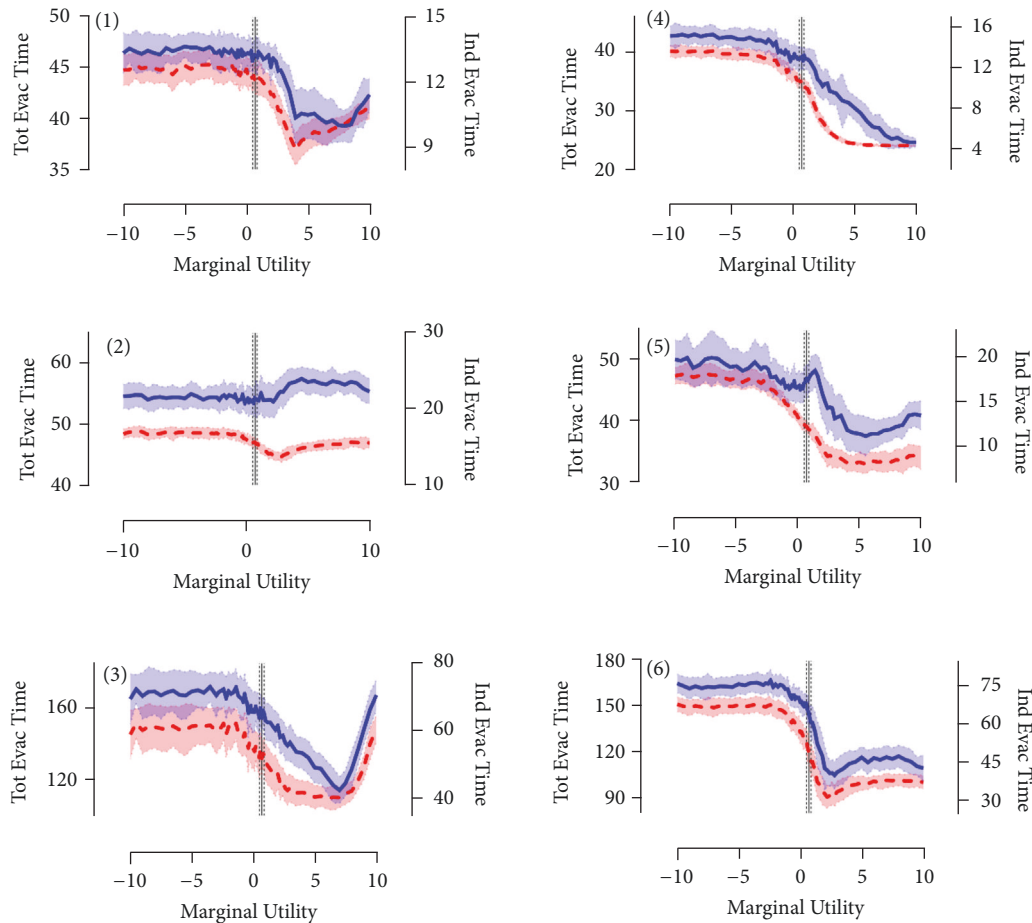 (1)
50
45
40
35
Tot Evac Time
15
12
9
Ind Evac Time
−10 −5 0 5 10
Marginal Utility
(4)
40
30
20
Tot Evac Time
16
12
8
4
Ind Evac Time
−10 −5 0 5 10
Marginal Utility
(2)
60
50
40
Tot Evac Time
30
20
10
Ind Evac Time
−10 0 10
Marginal Utility
(5)
50
40
30
Tot Evac Time
20
15
10
Ind Evac Time
−10 −5 0 5 10
Marginal Utility
(3)
160
120
Tot Evac Time
80
60
40
Ind Evac Time
−10 −5 0 5 10
Marginal Utility
(6)
180
150
120
90
Tot Evac Time
75
60
45
30
Ind Evac Time
−10 −5 0 5 10
Marginal Utility